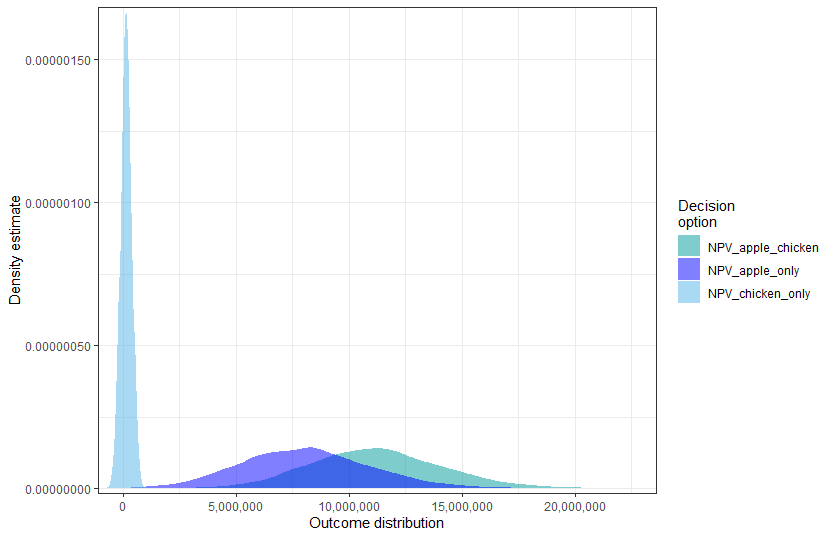 Density estimate
0.00000150
0.00000100
0.00000050
0.00000000
0
5,000,000
10,000,000
15,000,000
20,000,000
Outcome distribution
Decision
option
NPV_apple_chicken
NPV_apple_only
NPV_chicken_only